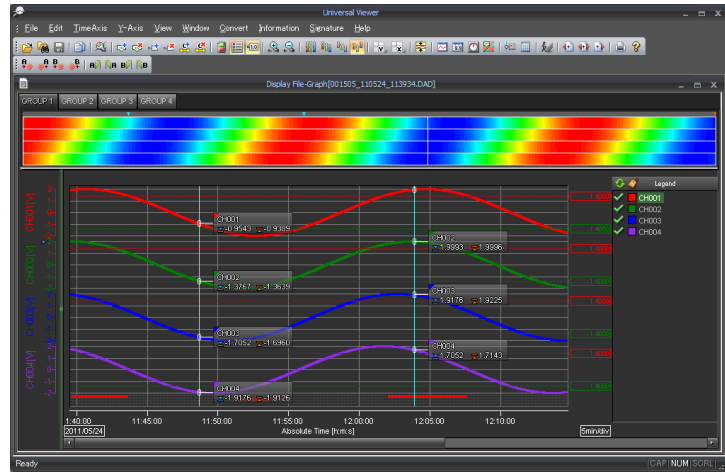 Universal Viewer
File Edit TimeAxis Y-Axis View Window Convert Information Signature Help
Display File-Graph[001505_110524_113934.DAD]
GROUP 1 GROUP 2 GROUP 3 GROUP 4
Legend
CH001
CH002
CH003
CH004
CH001[V]
CH002[V]
CH003[V]
CH004[V]
CH001
-0.9543 -0.9389
CH002
1.9993 1.9996
CH002
-1.3767 -1.3639
CH003
1.9176 1.9225
CH003
-1.7052 -1.6960
CH004
1.7052 1.7143
CH004
-1.9176 -1.9126
1:40:00 11:45:00 11:50:00 11:55:00 12:00:00 12:05:00 12:10:00
2011/05/24 Absolute Time [h:m:s] 5min/div
Ready CAP NUM SCRL